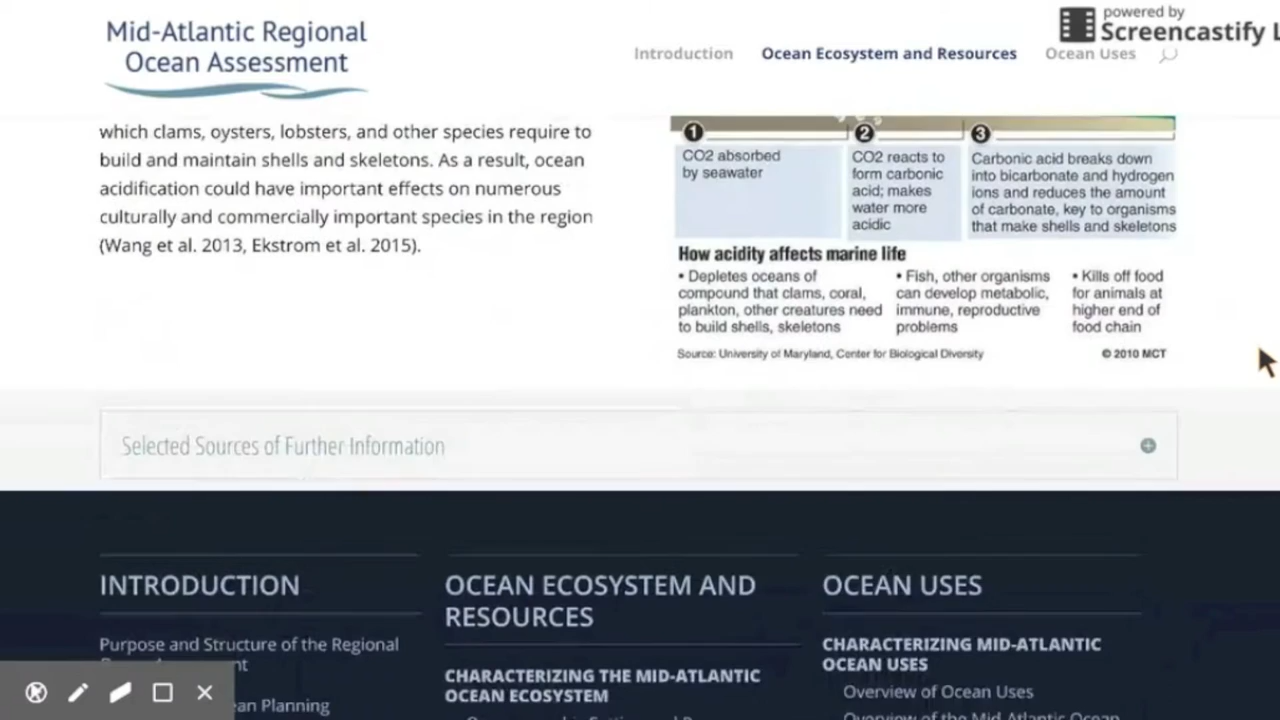 Mid-Atlantic Regional
Ocean Assessment
powered by
Screencastify L
Introduction
Ocean Ecosystem and Resources
Ocean Uses
which clams, oysters, lobsters, and other species require to
build and maintain shells and skeletons. As a result, ocean
acidification could have important effects on numerous
culturally and commercially important species in the region
(Wang et al. 2013, Ekstrom et al. 2015).
1
CO2 absorbed
by seawater
2
CO2 reacts to
form carbonic
acid; makes
water more
acidic
3
Carbonic acid breaks down
into bicarbonate and hydrogen
ions and reduces the amount
of carbonate, key to organisms
that make shells and skeletons
How acidity affects marine life
• Depletes oceans of
compound that clams, coral,
plankton, other creatures need
to build shells, skeletons
• Fish, other organisms
can develop metabolic,
immune, reproductive
problems
• Kills off food
for animals at
higher end of
food chain
Source: University of Maryland, Center for Biological Diversity
© 2010 MCT
Selected Sources of Further Information
INTRODUCTION
Purpose and Structure of the Regional
ean Planning
OCEAN ECOSYSTEM AND
RESOURCES
CHARACTERIZING THE MID-ATLANTIC
OCEAN ECOSYSTEM
OCEAN USES
CHARACTERIZING MID-ATLANTIC
OCEAN USES
Overview of Ocean Uses
Overview of the Mid-Atlantic Ocean